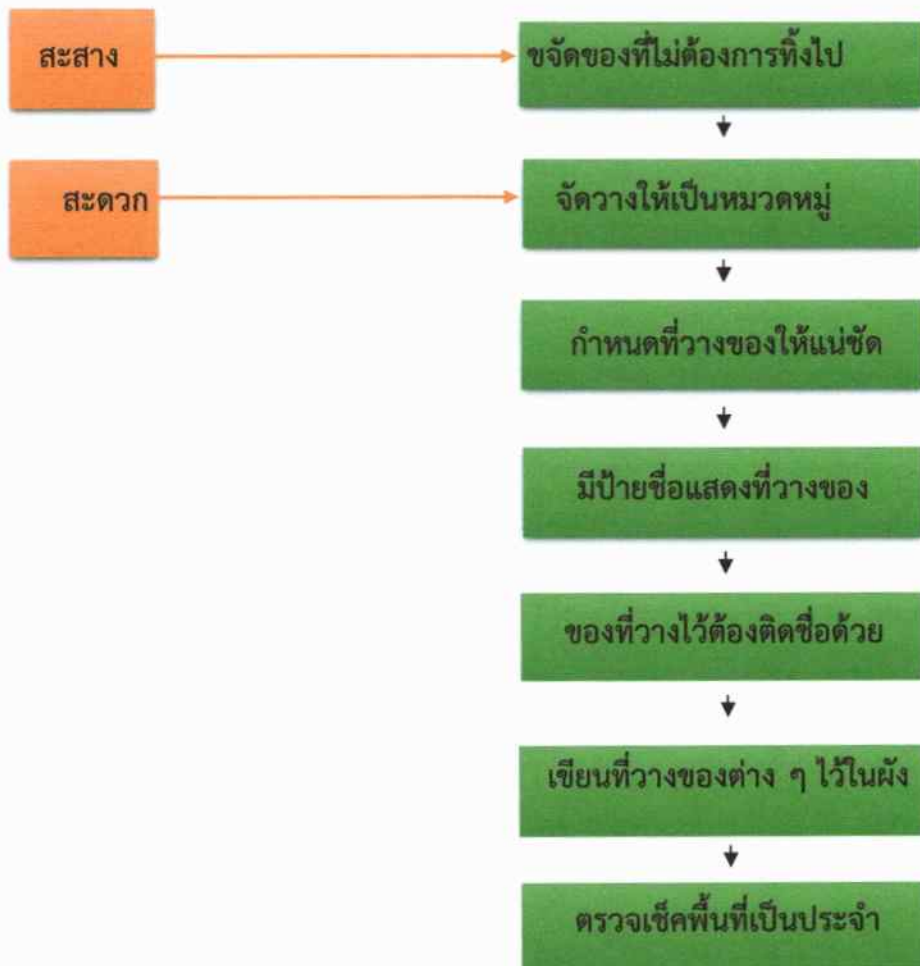 สะสาง
ขจัดของที่ไม่ต้องการทิ้งไป
สะดวก
จัดวางให้เป็นหมวดหมู่
กำหนดที่วางของให้แน่ชัด
มีป้ายชื่อแสดงที่วางของ
ของที่วางไว้ต้องติดชื่อด้วย
เขียนที่วางของต่าง ๆ ไว้ในผัง
ตรวจเช็คพื้นที่เป็นประจำ